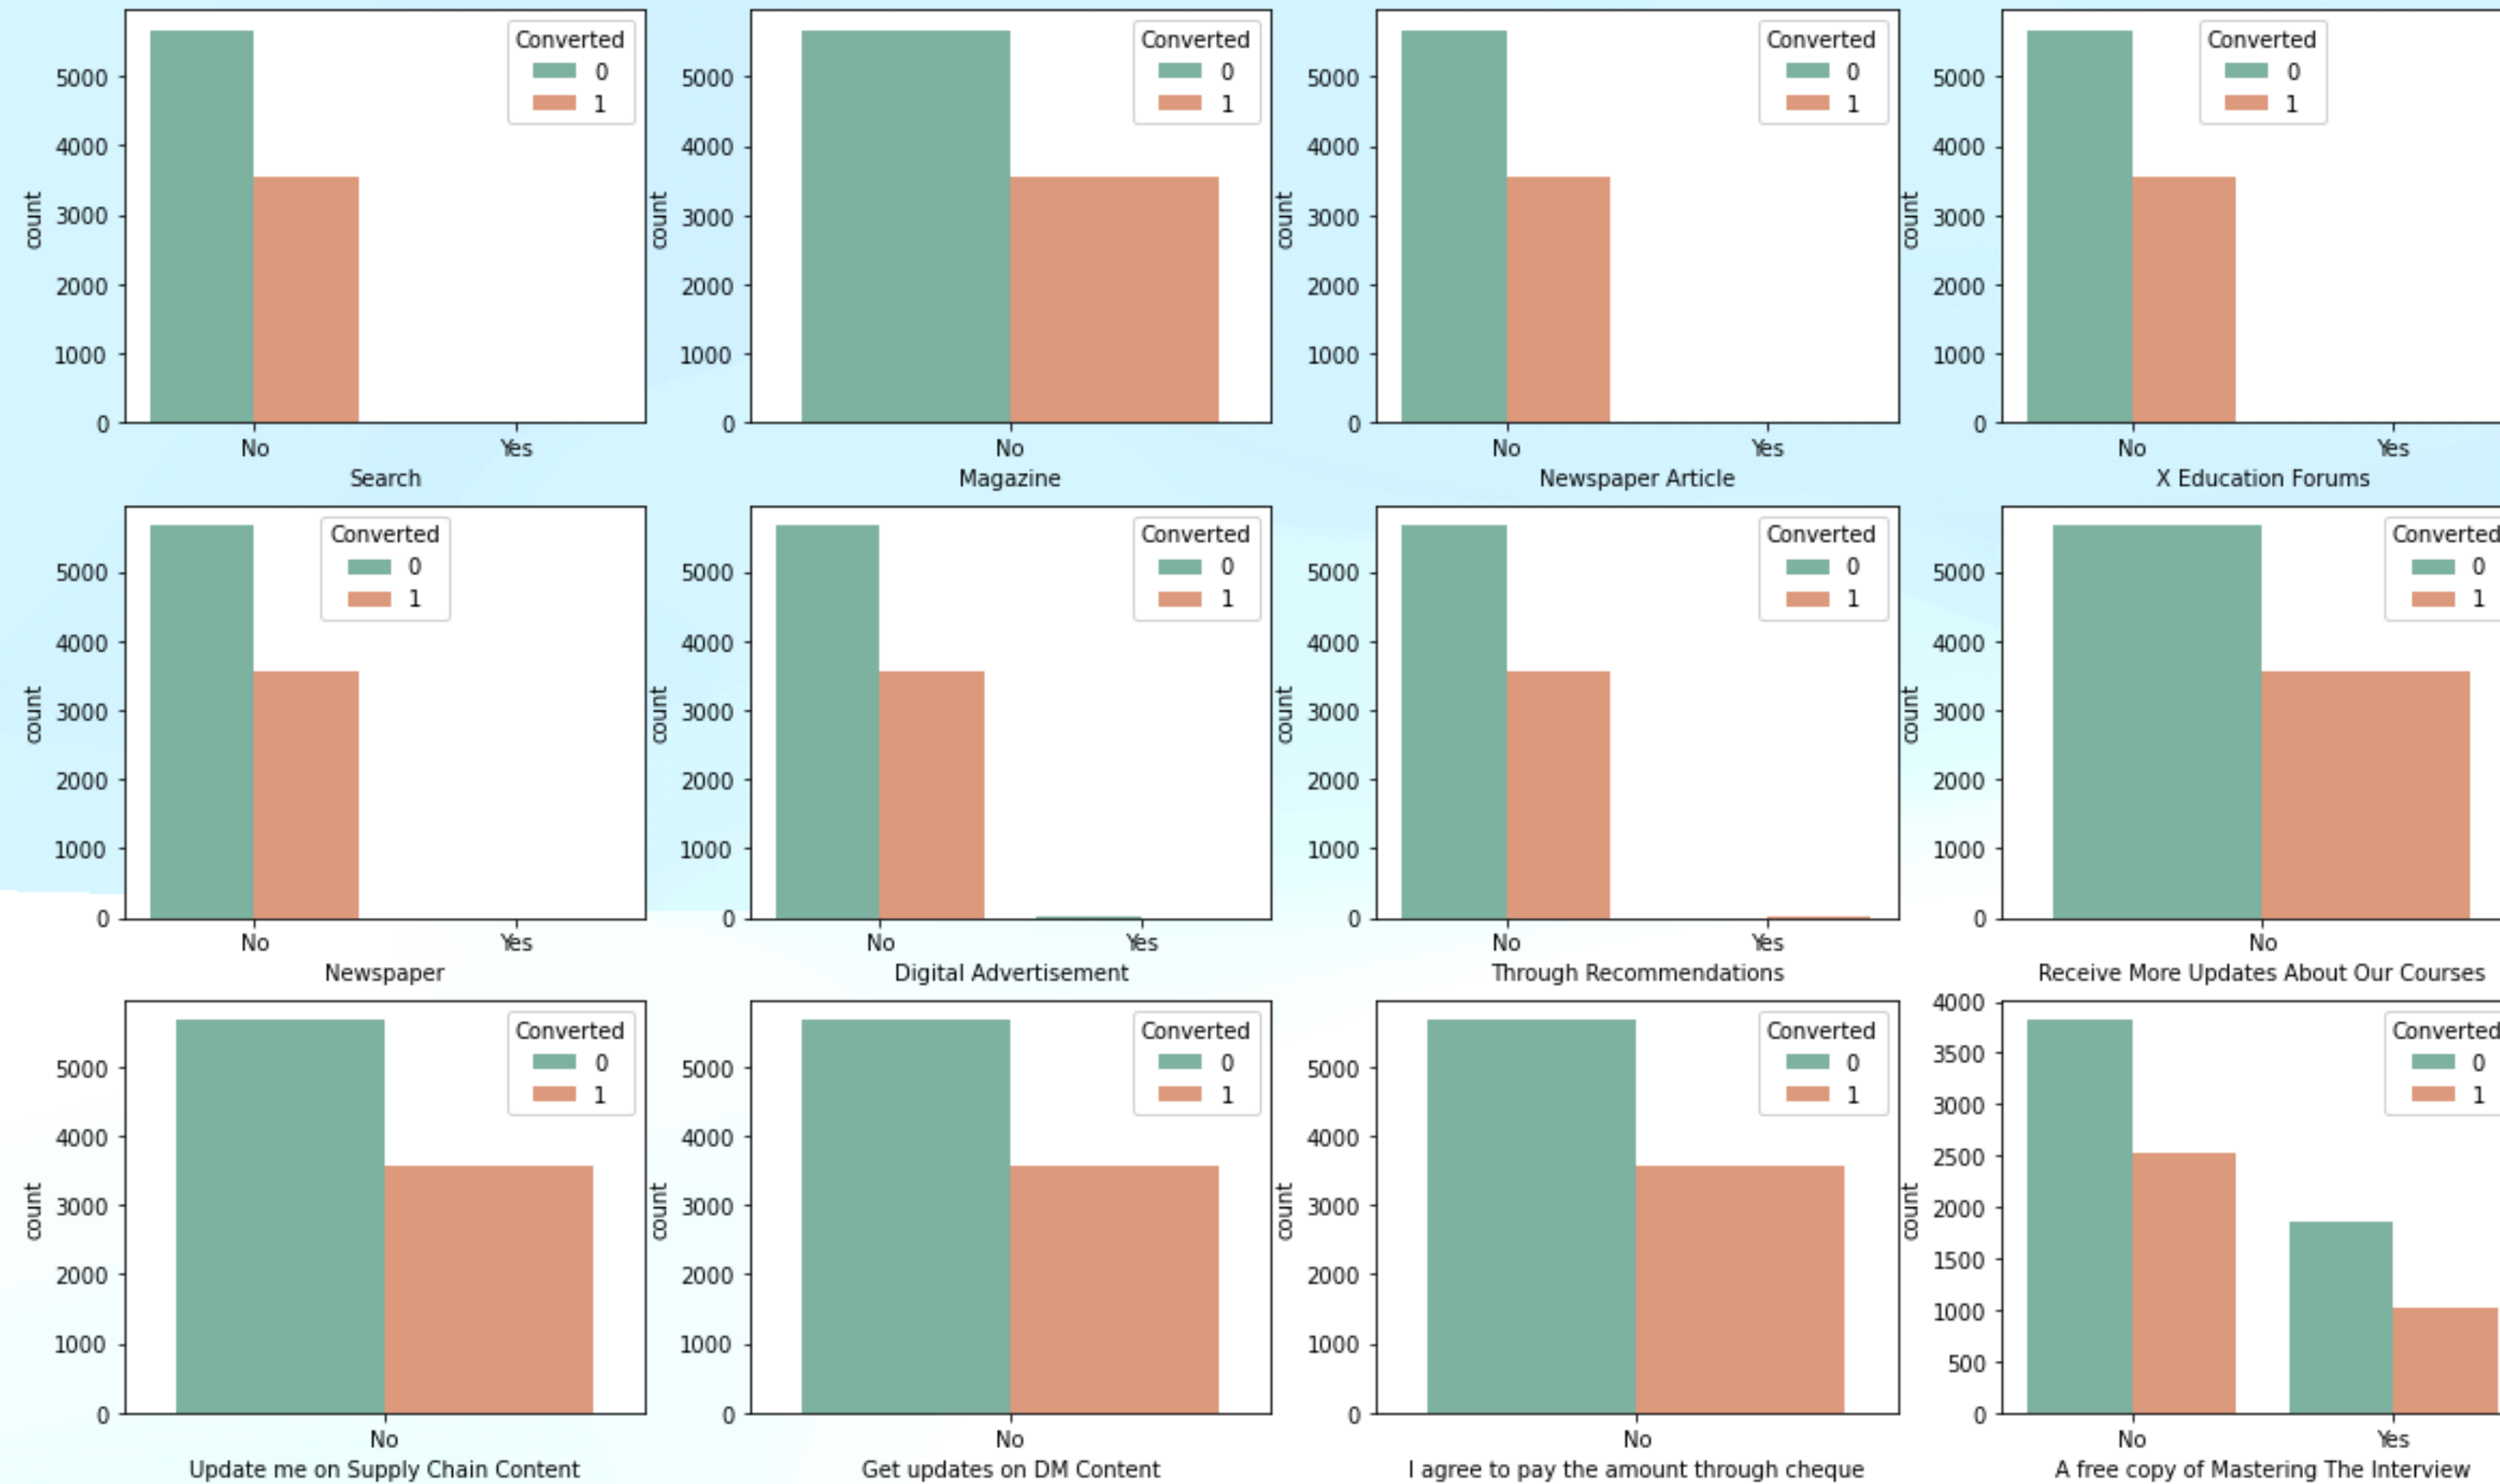 Converted
0
1
5000
4000
3000
2000
1000
0
count
No Yes
Search
Converted
0
1
5000
4000
3000
2000
1000
0
count
No
Magazine
Converted
0
1
5000
4000
3000
2000
1000
0
count
No Yes
Newspaper Article
Converted
0
1
5000
4000
3000
2000
1000
0
count
No Yes
X Education Forums
Converted
0
1
5000
4000
3000
2000
1000
0
count
No Yes
Newspaper
Converted
0
1
5000
4000
3000
2000
1000
0
count
No Yes
Digital Advertisement
Converted
0
1
5000
4000
3000
2000
1000
0
count
No Yes
Through Recommendations
Converted
0
1
5000
4000
3000
2000
1000
0
count
No
Receive More Updates About Our Courses
Converted
0
1
5000
4000
3000
2000
1000
0
count
No
Update me on Supply Chain Content
Converted
0
1
5000
4000
3000
2000
1000
0
count
No
Get updates on DM Content
Converted
0
1
5000
4000
3000
2000
1000
0
count
No
I agree to pay the amount through cheque
Converted
0
1
4000
3500
3000
2500
2000
1500
1000
500
0
count
No Yes
A free copy of Mastering The Interview